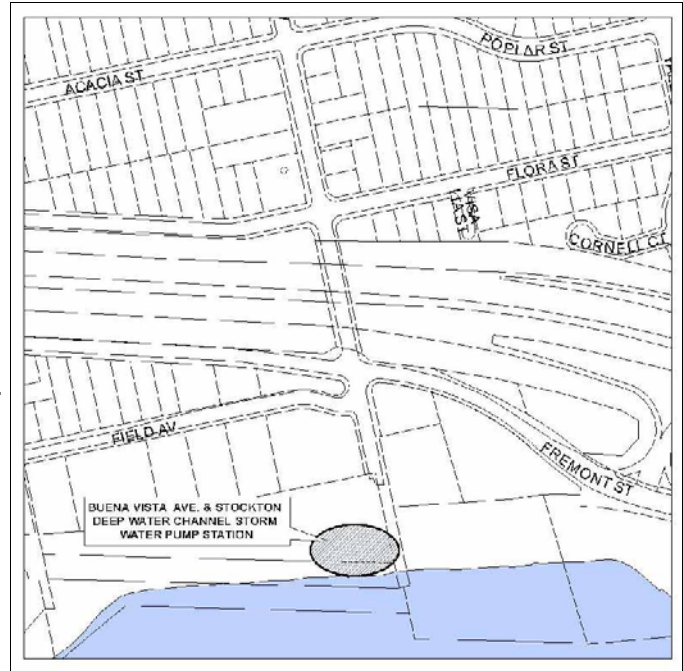 POPLAR ST
ACACIA ST
FLORA ST
CORNELL CT
FIELD AV
FREMONT ST
BUENA VISTA AVE. & STOCKTON
DEEP WATER CHANNEL STORM
WATER PUMP STATION